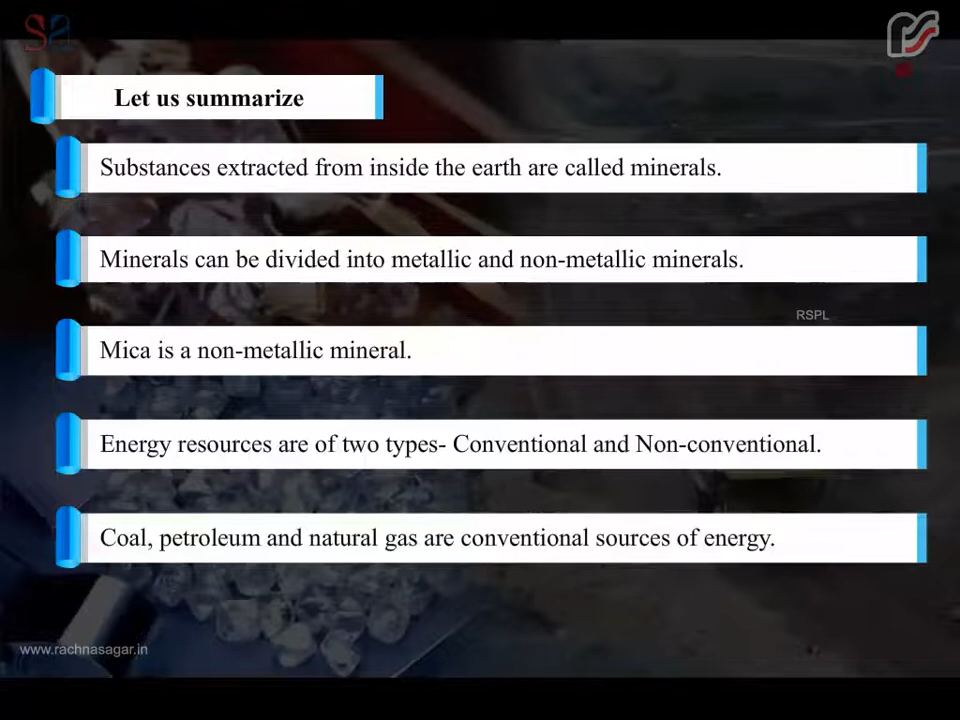 Let us summarize
Substances extracted from inside the earth are called minerals.
Minerals can be divided into metallic and non-metallic minerals.
RSPL
Mica is a non-metallic mineral.
Energy resources are of two types- Conventional and Non-conventional.
Coal, petroleum and natural gas are conventional sources of energy.
www.rachnasagar.in